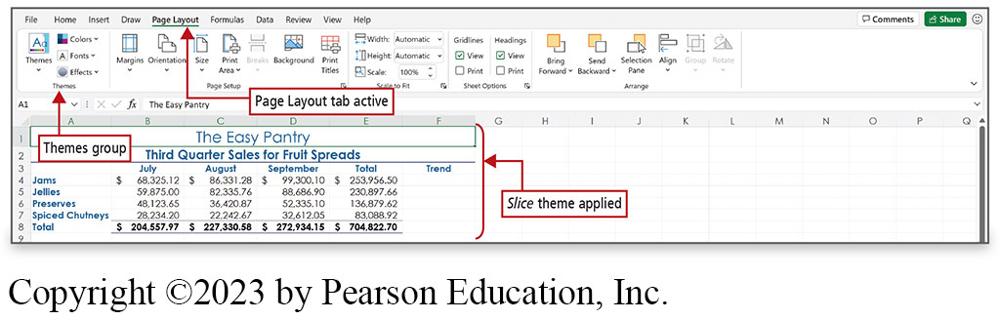 File Home Insert Draw Page Layout Formulas Data Review View Help Comments Share
Themes Colors Fonts Effects Margins Orientation Size Print Area Breaks Background Print Titles Width: Automatic Height: Automatic Scale: 100% Gridlines View Print Headings View Print Bring Forward Send Backward Selection Pane Align Group Rotate
Themes Page Setup Scale to Fit Sheet Options Arrange
Page Layout tab active
A1 fx The Easy Pantry
A B C D E F G H I J K L M N O P Q
1 The Easy Pantry
Themes group
2 Third Quarter Sales for Fruit Spreads
3 July August September Total Trend
4 Jams $ 68,325.12 $ 86,331.28 $ 99,300.10 $ 253,956.50
5 Jellies 59,875.00 82,335.76 88,686.90 230,897.66
6 Preserves 48,123.65 36,420.87 52,335.10 136,879.62
Slice theme applied
7 Spiced Chutneys 28,234.20 22,242.67 32,612.05 83,088.92
8 Total $ 204,557.97 $ 227,330.58 $ 272,934.15 $ 704,822.70
9
Copyright ©2023 by Pearson Education, Inc.